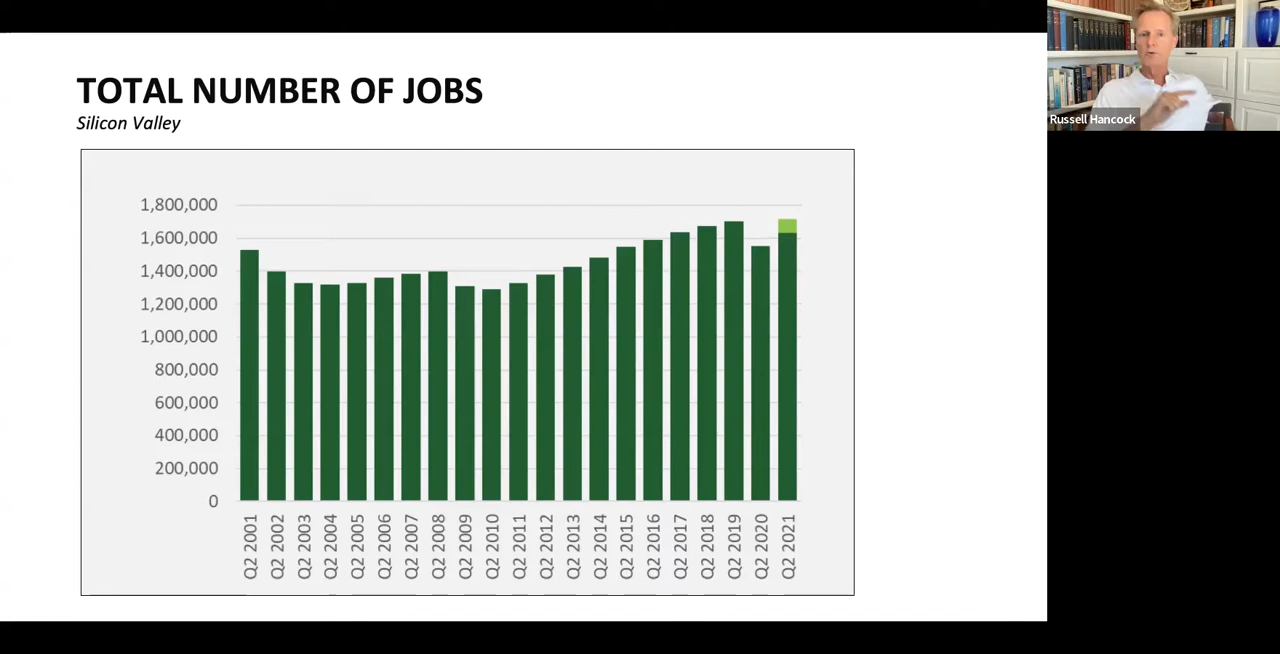 TOTAL NUMBER OF JOBS
Silicon Valley
1,800,000
1,600,000
1,400,000
1,200,000
1,000,000
800,000
600,000
400,000
200,000
0
Q2 2001
Q2 2002
Q2 2003
Q2 2004
Q2 2005
Q2 2006
Q2 2007
Q2 2008
Q2 2009
Q2 2010
Q2 2011
Q2 2012
Q2 2013
Q2 2014
Q2 2015
Q2 2016
Q2 2017
Q2 2018
Q2 2019
Q2 2020
Q2 2021
Russell Hancock